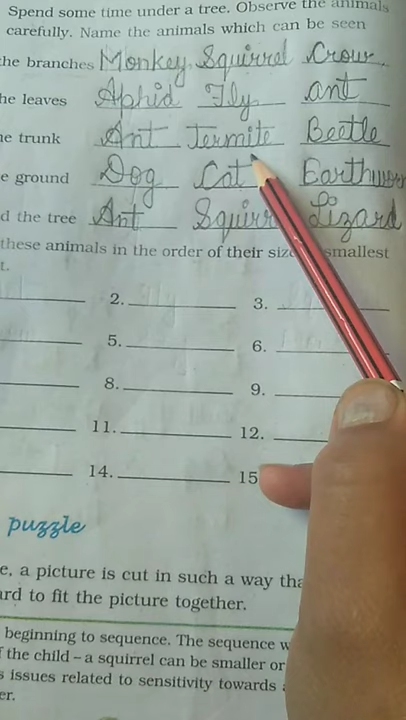 Spend some time under a tree. Observe the animals
carefully. Name the animals which can be seen
he branches Monkey Squirrel Crow
he leaves Aphid Fly ant
e trunk Ant Termite Beetle
e ground Dog Cat Earthwor
d the tree Ant Squirr Lizard
these animals in the order of their size smallest
t.
2. 3.
5. 6.
8. 9.
11. 12.
14. 15
puzzle
e, a picture is cut in such a way tha
ard to fit the picture together.
beginning to sequence. The sequence w
f the child – a squirrel can be smaller or
s issues related to sensitivity towards
er.